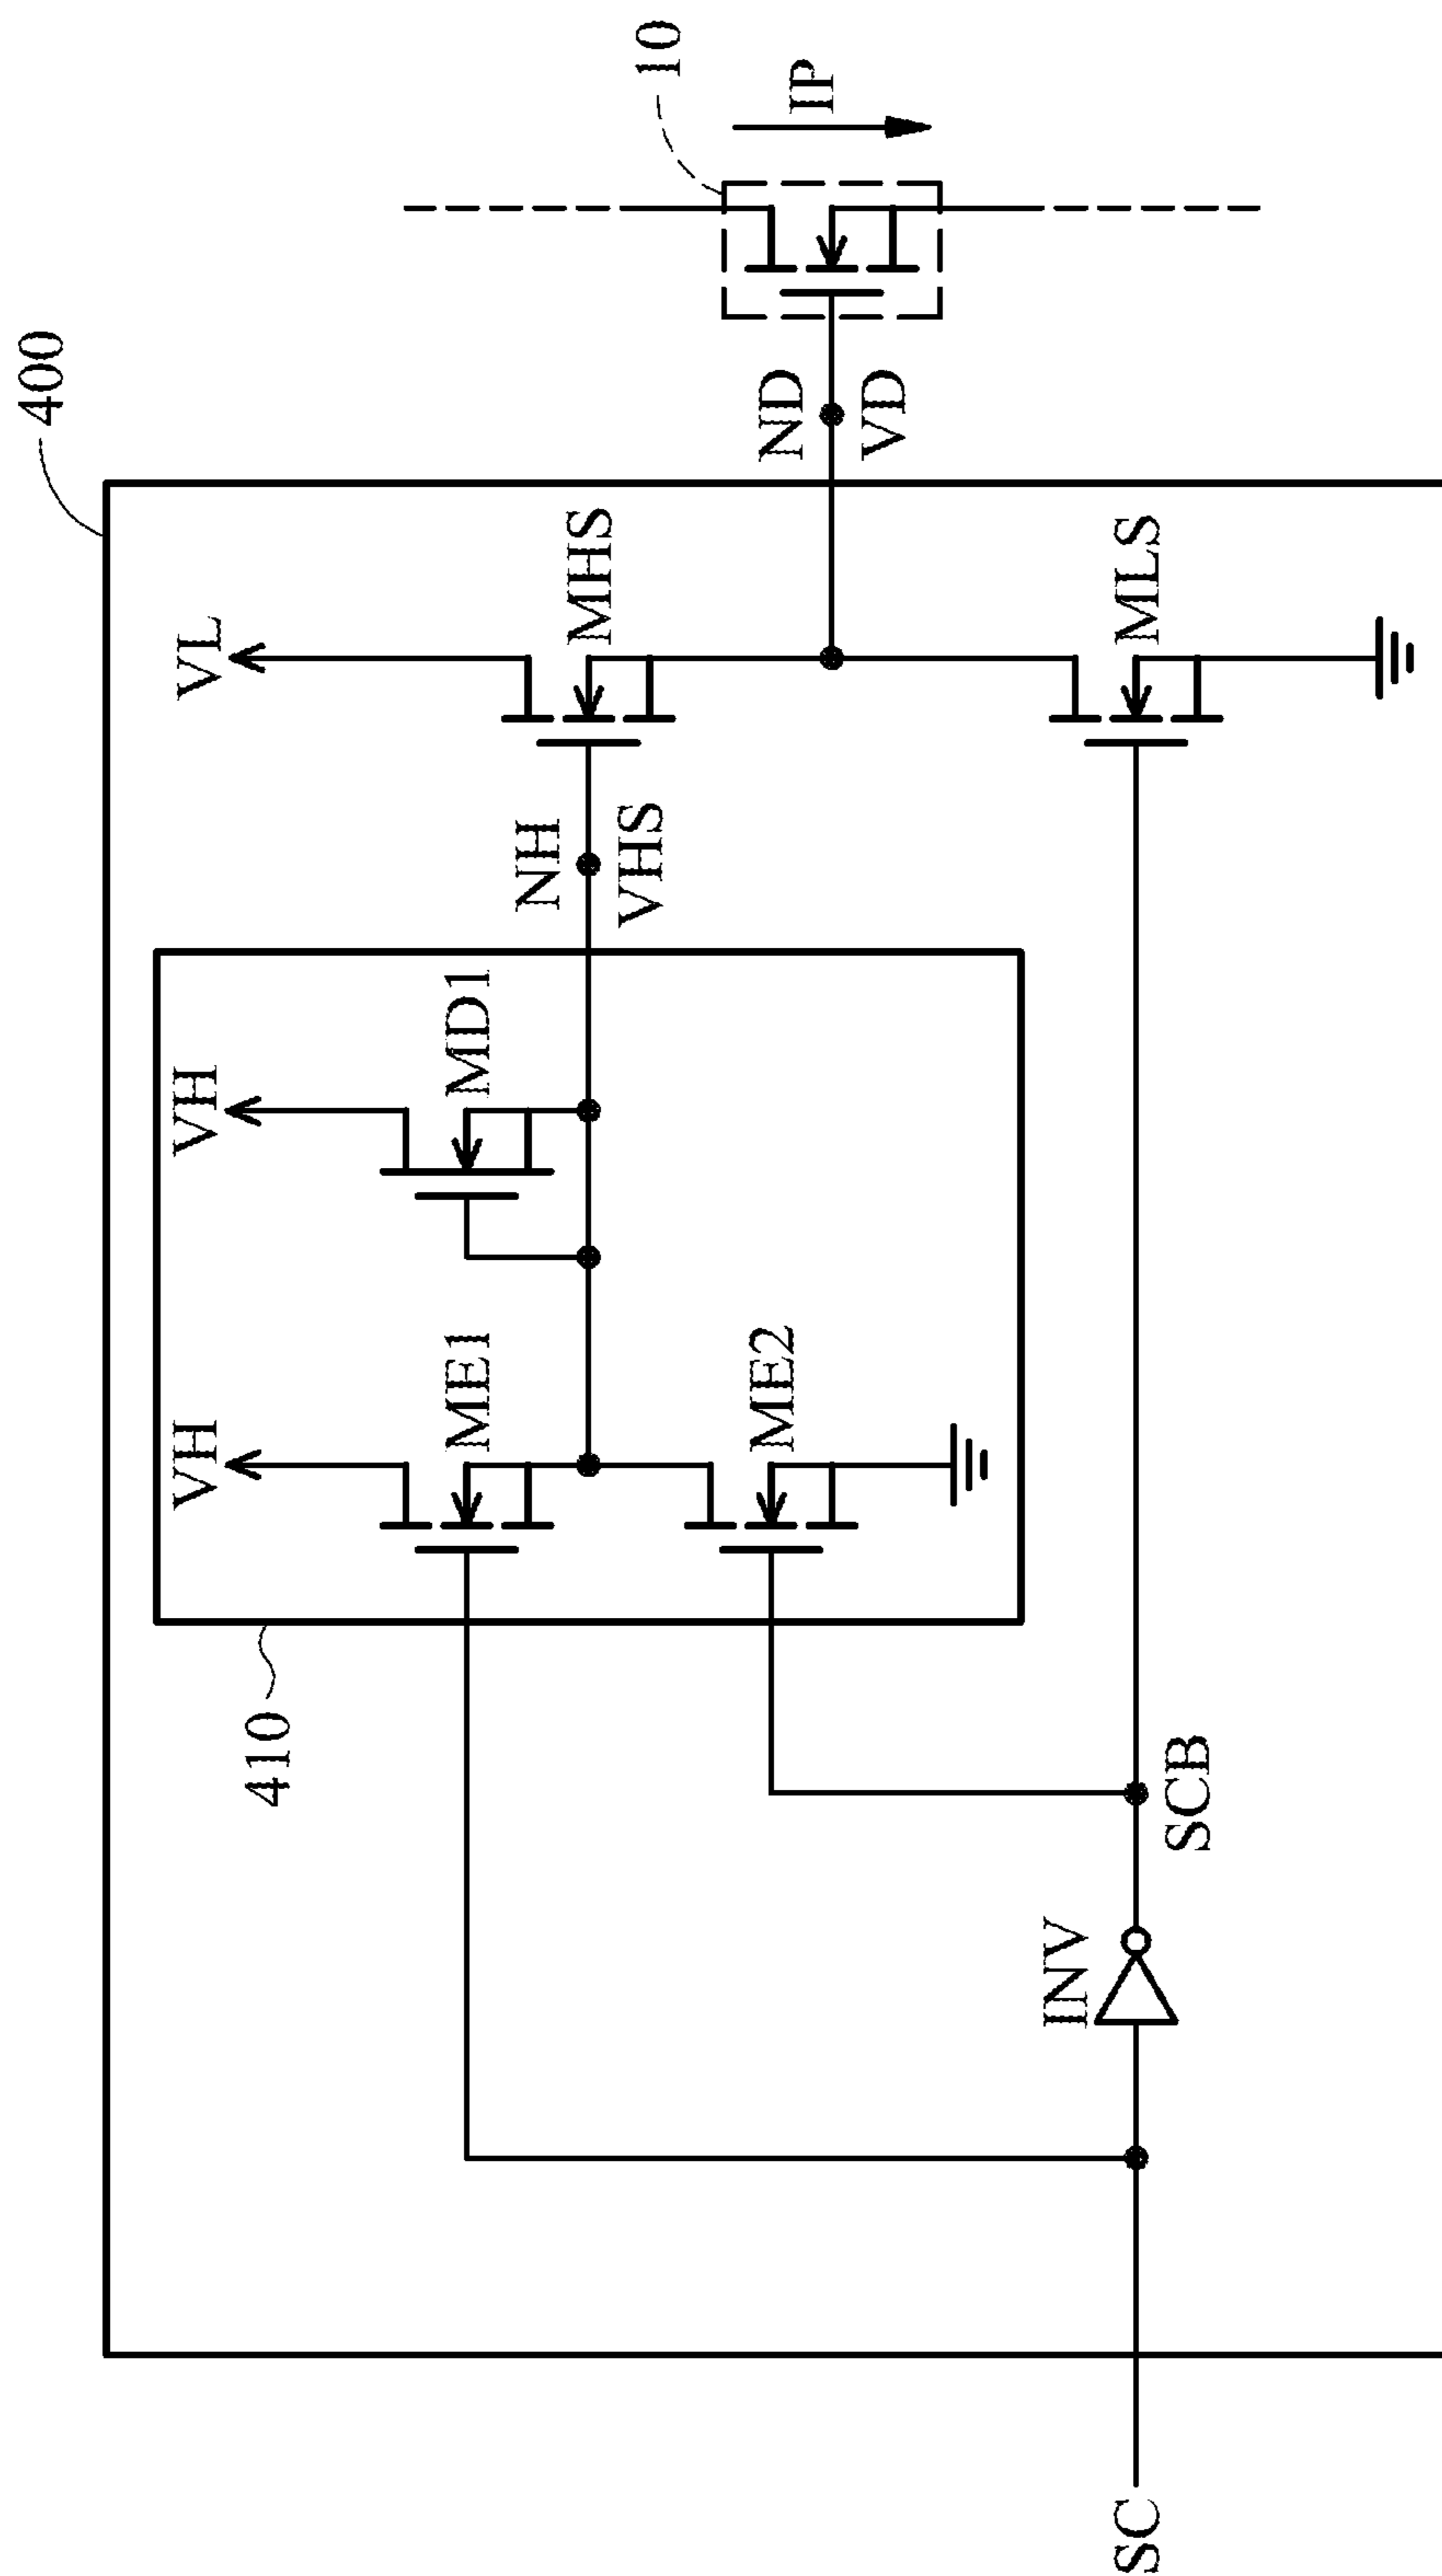 400
10
IP
VL
MHS
ND
VD
MLS
VH
VH
MD1
ME1
NH
VHS
ME2
410
INV
SCB
SC